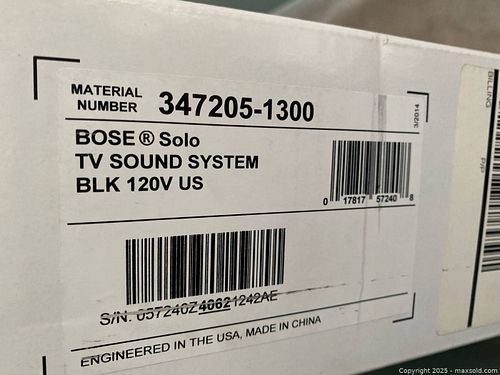 MATERIAL NUMBER 347205-1300
3/2014
BOSE ® Solo
TV SOUND SYSTEM
BLK 120V US
0 17817 57240 8
S/N: 057240Z40621242AE
ENGINEERED IN THE USA, MADE IN CHINA
BILLING
P/P
Copyright 2025 - maxsold.com